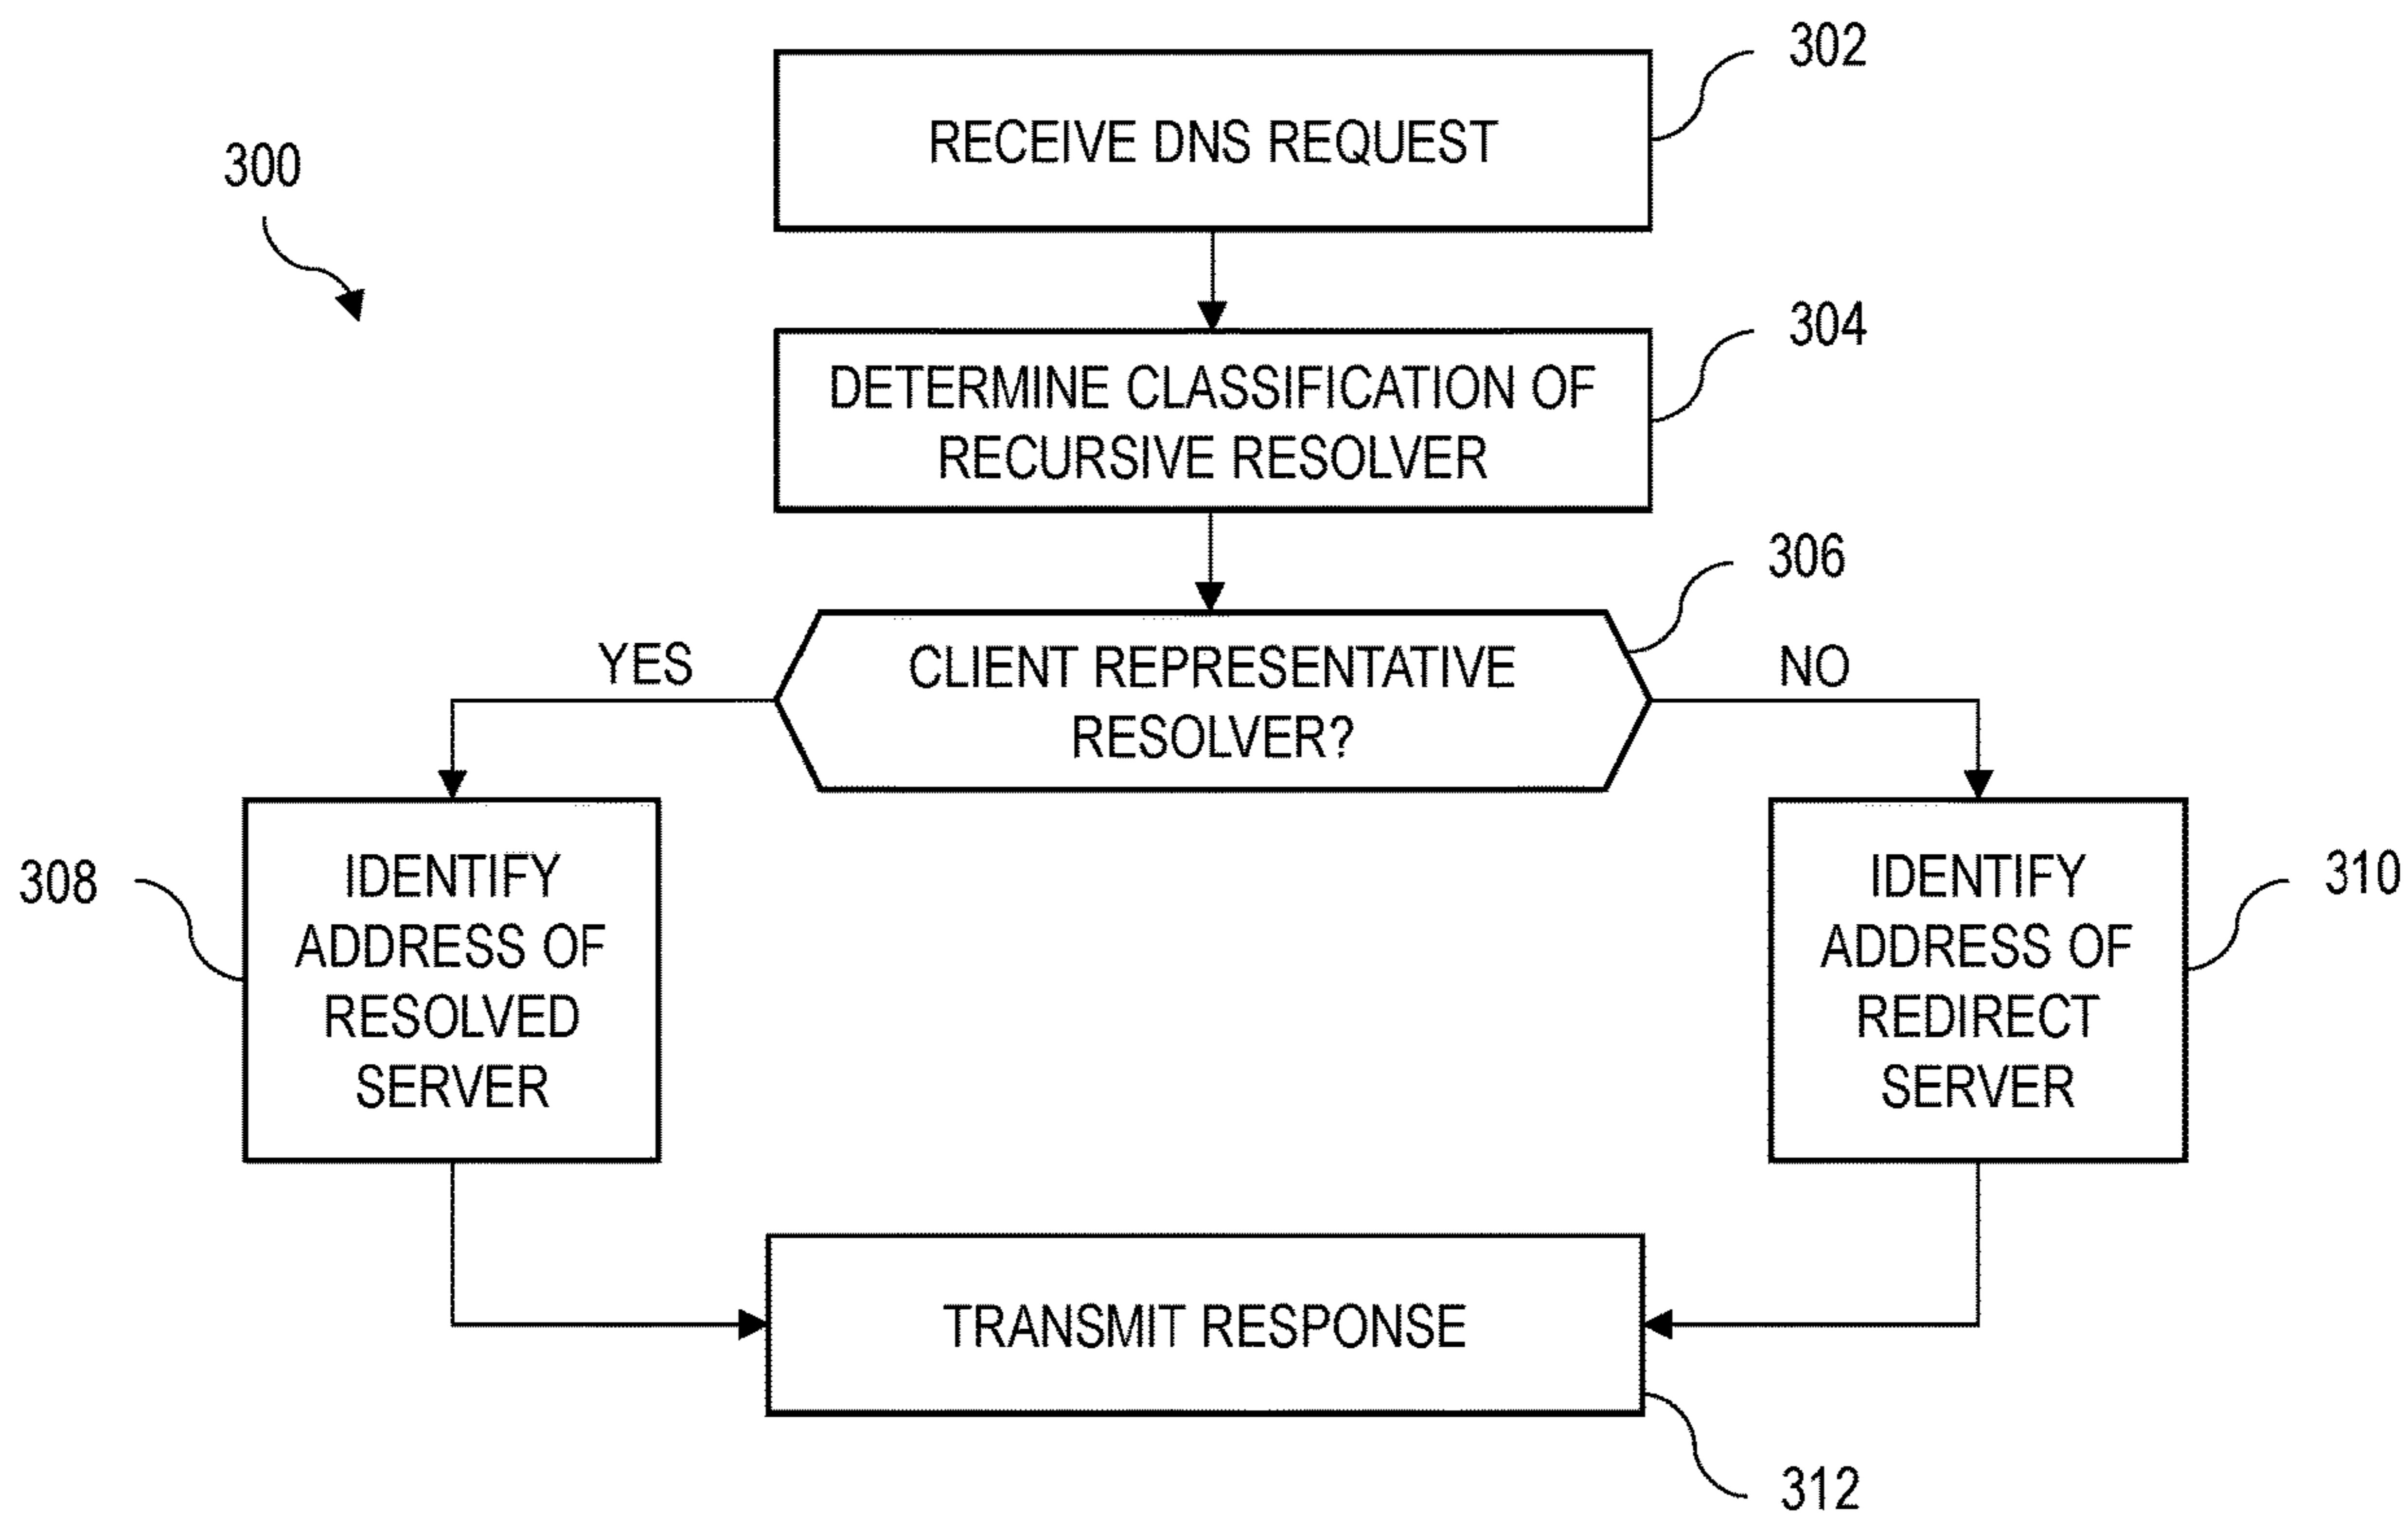 302
RECEIVE DNS REQUEST
300
304
DETERMINE CLASSIFICATION OF
RECURSIVE RESOLVER
306
YES
CLIENT REPRESENTATIVE
RESOLVER?
NO
308
IDENTIFY
ADDRESS OF
RESOLVED
SERVER
310
IDENTIFY
ADDRESS OF
REDIRECT
SERVER
TRANSMIT RESPONSE
312